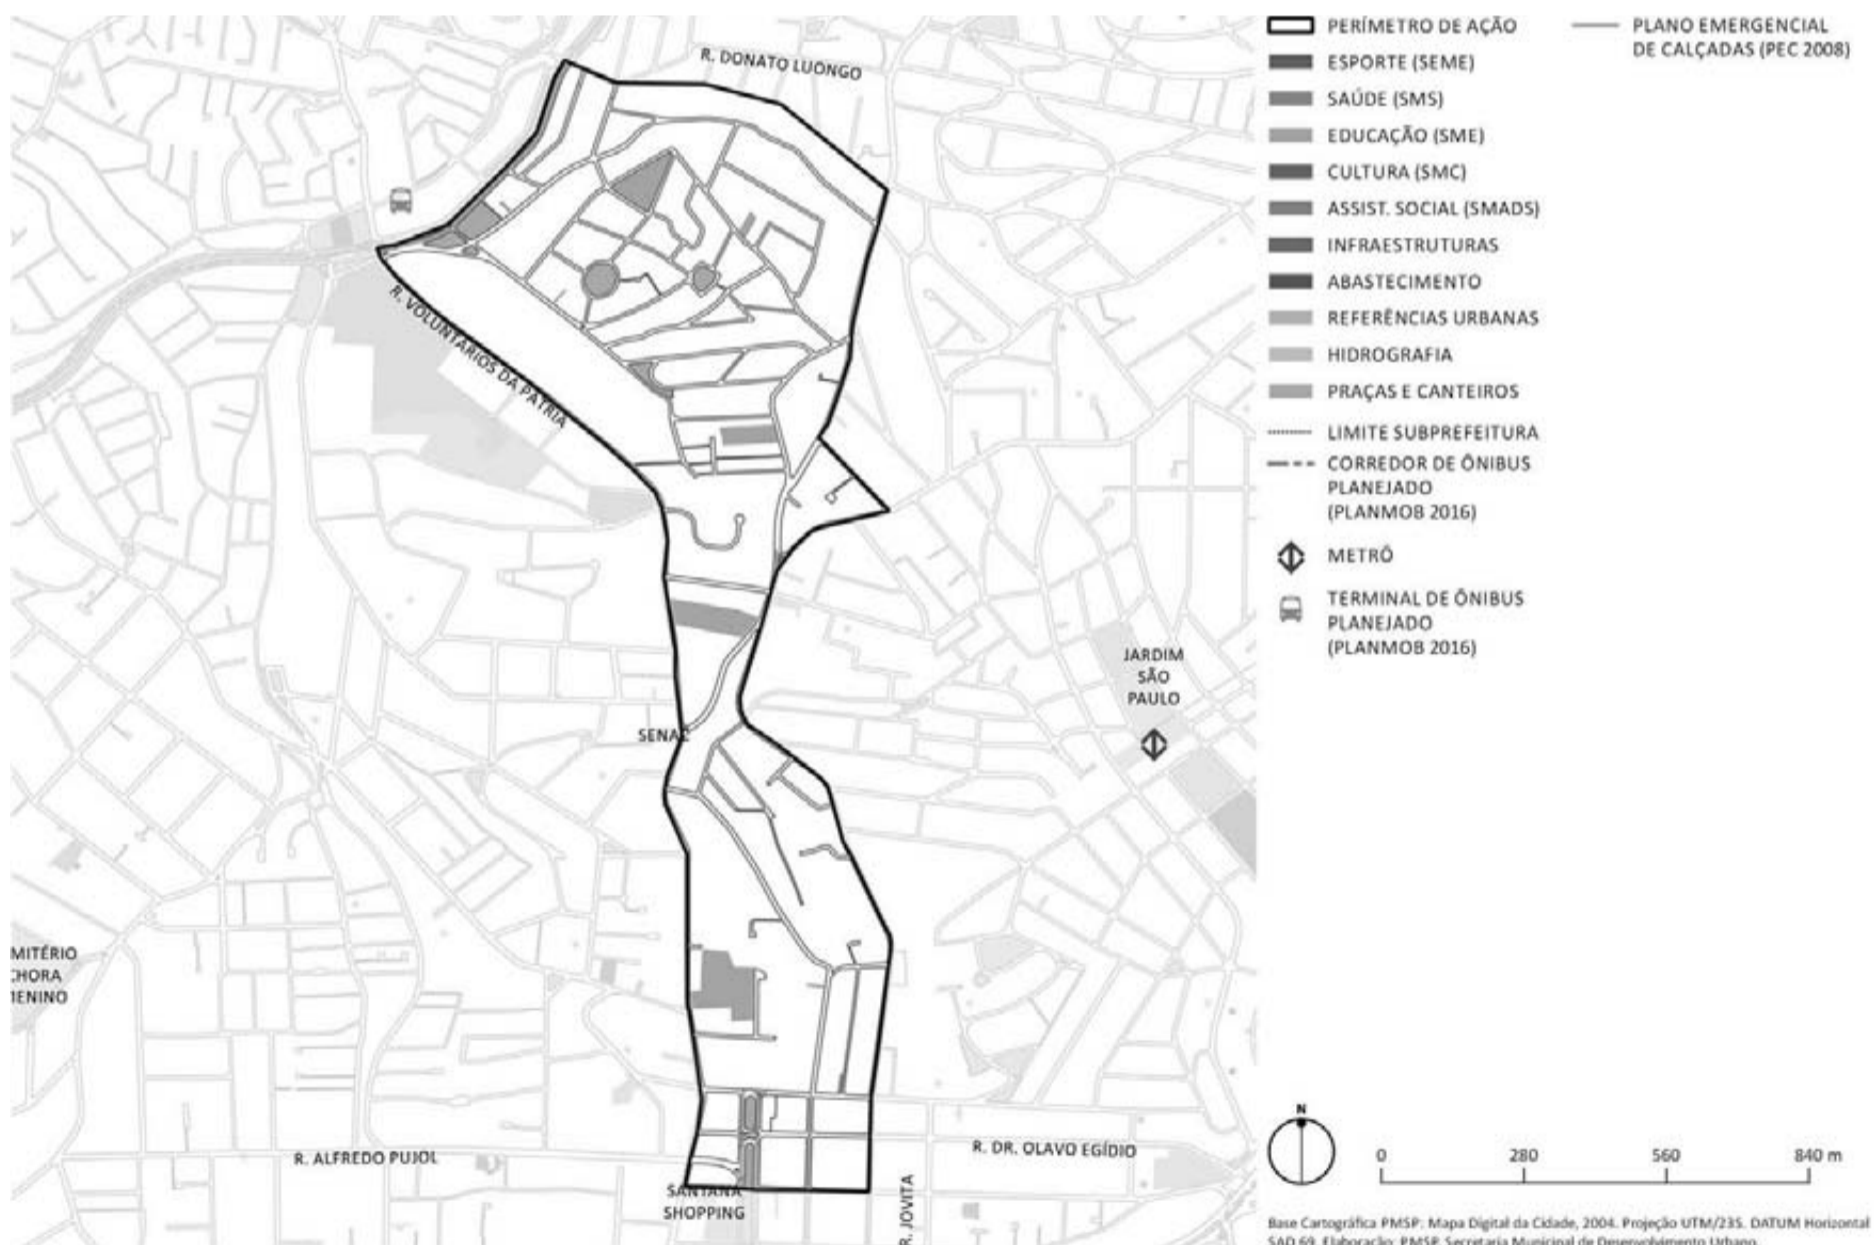 R. DONATO LUONGO
R. VOLUNTÁRIOS DA PÁTRIA
SENAC
JARDIM
SÃO
PAULO
MITÉRIO
CHORA
MENINO
R. ALFREDO PUJOL
SANTANA
SHOPPING
R. JOVITA
R. DR. OLAVO EGÍDIO
PERÍMETRO DE AÇÃO
ESPORTE (SEME)
SAÚDE (SMS)
EDUCAÇÃO (SME)
CULTURA (SMC)
ASSIST. SOCIAL (SMADS)
INFRAESTRUTURAS
ABASTECIMENTO
REFERÊNCIAS URBANAS
HIDROGRAFIA
PRAÇAS E CANTEIROS
LIMITE SUBPREFEITURA
CORREDOR DE ÔNIBUS
PLANEJADO
(PLANMOB 2016)
METRÔ
TERMINAL DE ÔNIBUS
PLANEJADO
(PLANMOB 2016)
PLANO EMERGENCIAL
DE CALÇADAS (PEC 2008)
N
0 280 560 840 m
Base Cartográfica PMSP: Mapa Digital da Cidade, 2004. Projeção UTM/23S. DATUM Horizontal
SAD 69. Elaboração: PMSP. Secretaria Municipal de Desenvolvimento Urbano.